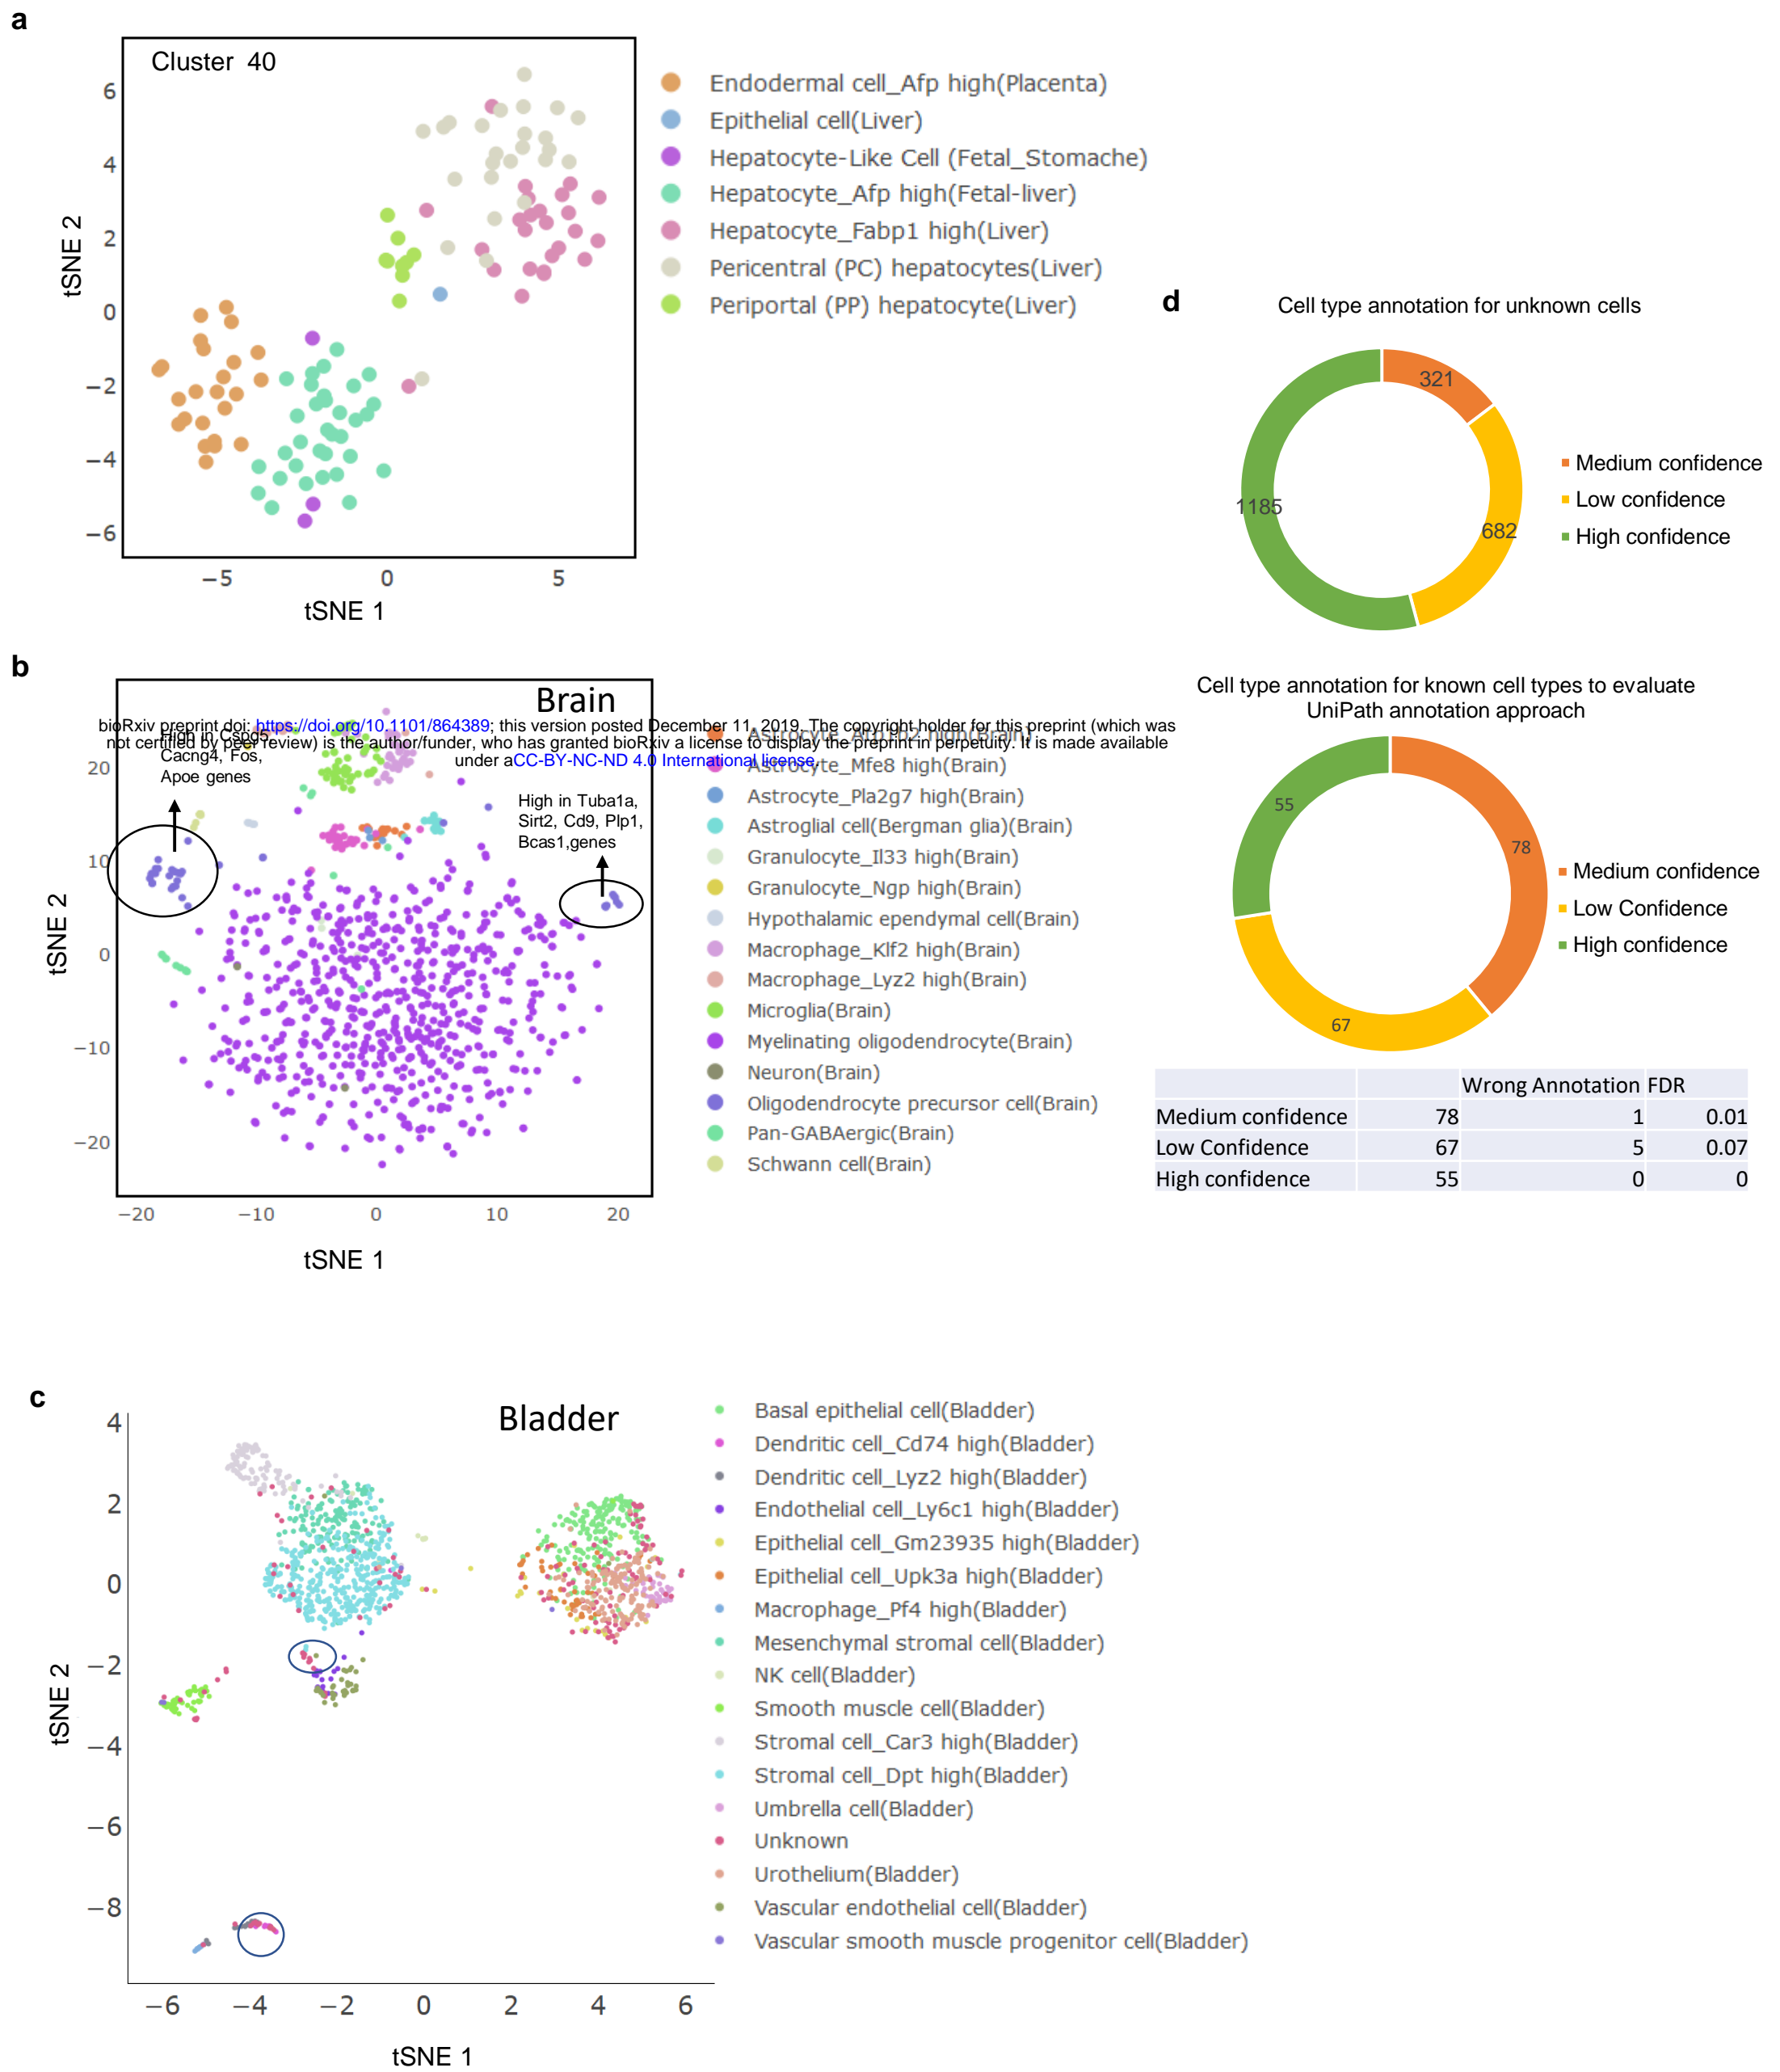 a
Cluster 40
6
4
2
0
−2
−4
−6
−5
0
5
tSNE 2
tSNE 1
Endodermal cell_Afp high(Placenta)
Epithelial cell(Liver)
Hepatocyte-Like Cell (Fetal_Stomache)
Hepatocyte_Afp high(Fetal-liver)
Hepatocyte_Fabp1 high(Liver)
Pericentral (PC) hepatocytes(Liver)
Periportal (PP) hepatocyte(Liver)
d
Cell type annotation for unknown cells
321
1185
682
Medium confidence
Low confidence
High confidence
Cell type annotation for known cell types to evaluate
UniPath annotation approach
55
78
67
Medium confidence
Low Confidence
High confidence
Wrong Annotation FDR
Medium confidence 78 1 0.01
Low Confidence 67 5 0.07
High confidence 55 0 0
b
Brain
bioRxiv preprint doi: https://doi.org/10.1101/864389; this version posted December 11, 2019. The copyright holder for this preprint (which was
not certified by peer review) is the author/funder, who has granted bioRxiv a license to display the preprint in perpetuity. It is made available
under aCC-BY-NC-ND 4.0 International license.
High in Cspg5,
Cacng4, Fos,
Apoe genes
High in Tuba1a,
Sirt2, Cd9, Plp1,
Bcas1,genes
20
10
0
−10
−20
−20
−10
0
10
20
tSNE 2
tSNE 1
Astrocyte_Atp1b2 high(Brain)
Astrocyte_Mfe8 high(Brain)
Astrocyte_Pla2g7 high(Brain)
Astroglial cell(Bergman glia)(Brain)
Granulocyte_Il33 high(Brain)
Granulocyte_Ngp high(Brain)
Hypothalamic ependymal cell(Brain)
Macrophage_Klf2 high(Brain)
Macrophage_Lyz2 high(Brain)
Microglia(Brain)
Myelinating oligodendrocyte(Brain)
Neuron(Brain)
Oligodendrocyte precursor cell(Brain)
Pan-GABAergic(Brain)
Schwann cell(Brain)
c
Bladder
4
2
0
−2
−4
−6
−8
−6
−4
−2
0
2
4
6
tSNE 2
tSNE 1
Basal epithelial cell(Bladder)
Dendritic cell_Cd74 high(Bladder)
Dendritic cell_Lyz2 high(Bladder)
Endothelial cell_Ly6c1 high(Bladder)
Epithelial cell_Gm23935 high(Bladder)
Epithelial cell_Upk3a high(Bladder)
Macrophage_Pf4 high(Bladder)
Mesenchymal stromal cell(Bladder)
NK cell(Bladder)
Smooth muscle cell(Bladder)
Stromal cell_Car3 high(Bladder)
Stromal cell_Dpt high(Bladder)
Umbrella cell(Bladder)
Unknown
Urothelium(Bladder)
Vascular endothelial cell(Bladder)
Vascular smooth muscle progenitor cell(Bladder)